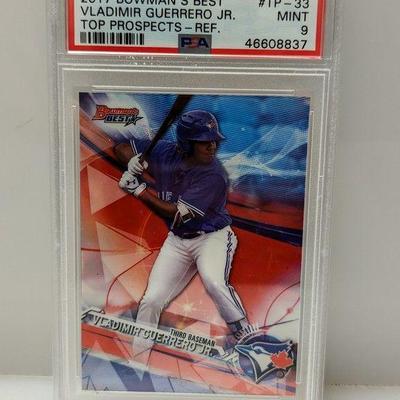 2017 BOWMAN'S BEST #TP-33
VLADIMIR GUERRERO JR. MINT
TOP PROSPECTS-REF. 9
PSA 46608837
BOWMAN'S
BEST
THIRD BASEMAN
VLADIMIR GUERRERO JR.